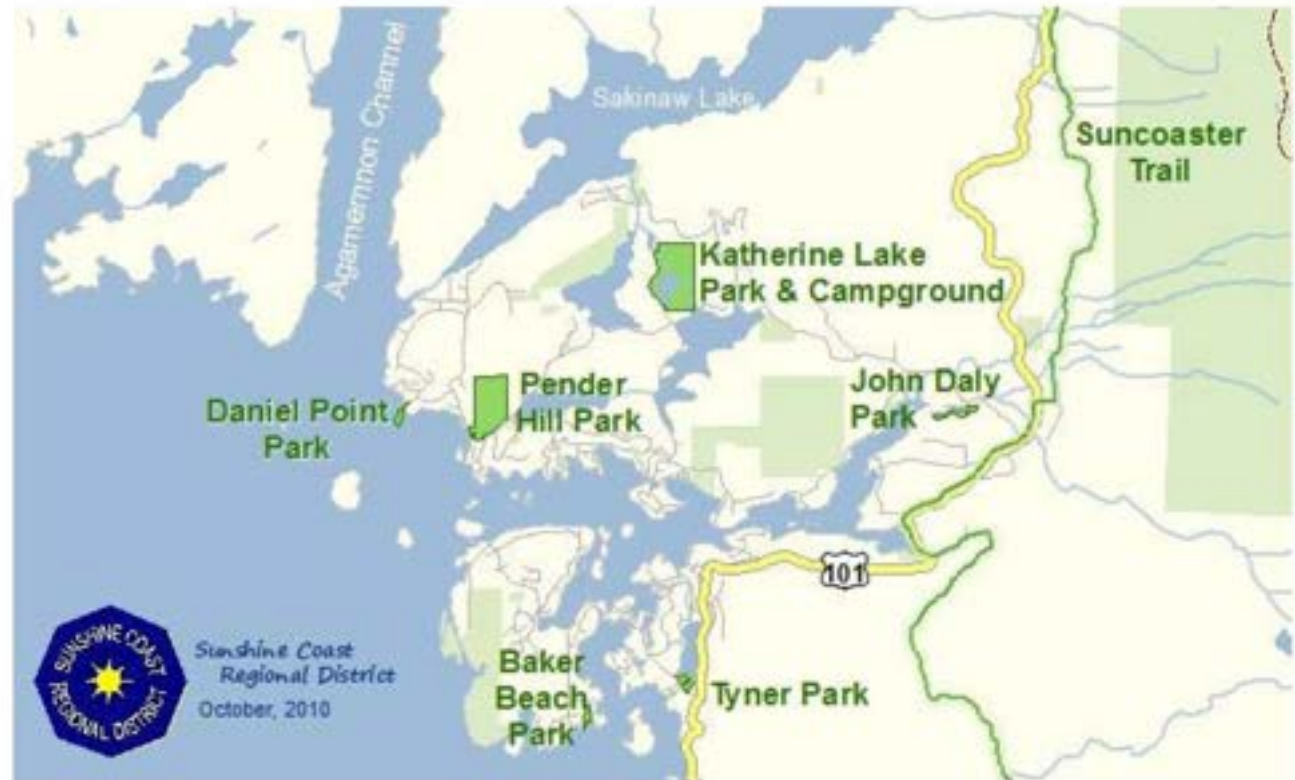 Agamemnon Channel
Sakinaw Lake
Suncoaster
Trail
Katherine Lake
Park & Campground
Pender
Hill Park
John Daly
Park
Daniel Point
Park
101
Baker
Beach
Park
Tyner Park
SUNSHINE COAST
REGIONAL DISTRICT
Sunshine Coast
Regional District
October, 2010